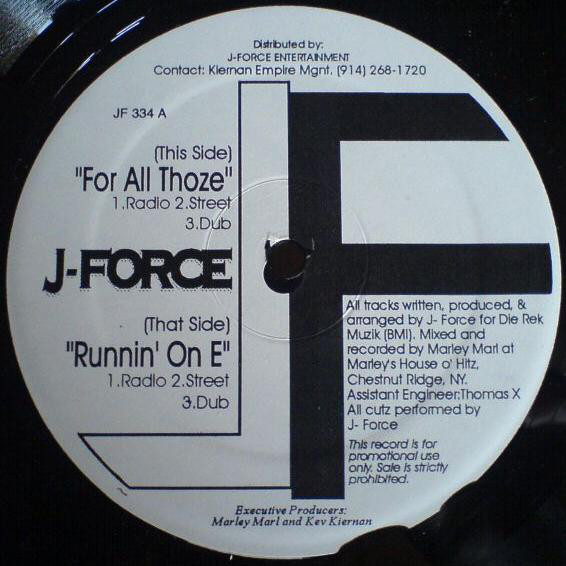 Distributed by:
J-FORCE ENTERTAINMENT
Contact: Kiernan Empire Mgnt. (914) 268-1720
JF 334 A
(This Side)
"For All Thoze"
1.Radio 2.Street
3.Dub
J-FORCE
(That Side)
"Runnin' On E"
1.Radio 2.Street
3.Dub
All tracks written, produced, &
arranged by J- Force for Die Rek
Muzik (BMI). Mixed and
recorded by Marley Marl at
Marley's House o' Hitz,
Chestnut Ridge, NY.
Assistant Engineer:Thomas X
All cutz performed by
J- Force
This record is for
promotional use
only. Sale is strictly
prohibited.
Executive Producers:
Marley Marl and Kev Kiernan